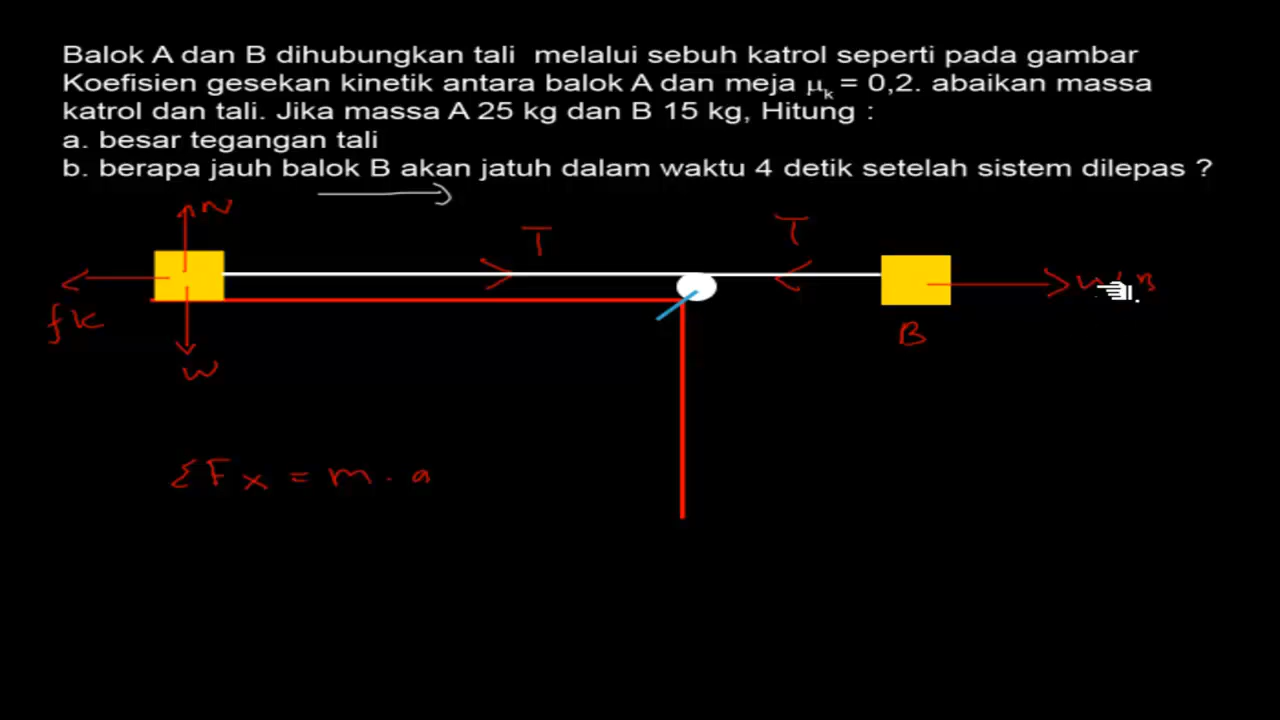 Balok A dan B dihubungkan tali melalui sebuh katrol seperti pada gambar
Koefisien gesekan kinetik antara balok A dan meja μk = 0,2. abaikan massa
katrol dan tali. Jika massa A 25 kg dan B 15 kg, Hitung :
a. besar tegangan tali
b. berapa jauh balok B akan jatuh dalam waktu 4 detik setelah sistem dilepas ?
N
T
T
fk
B
W
ΣFx = m . a